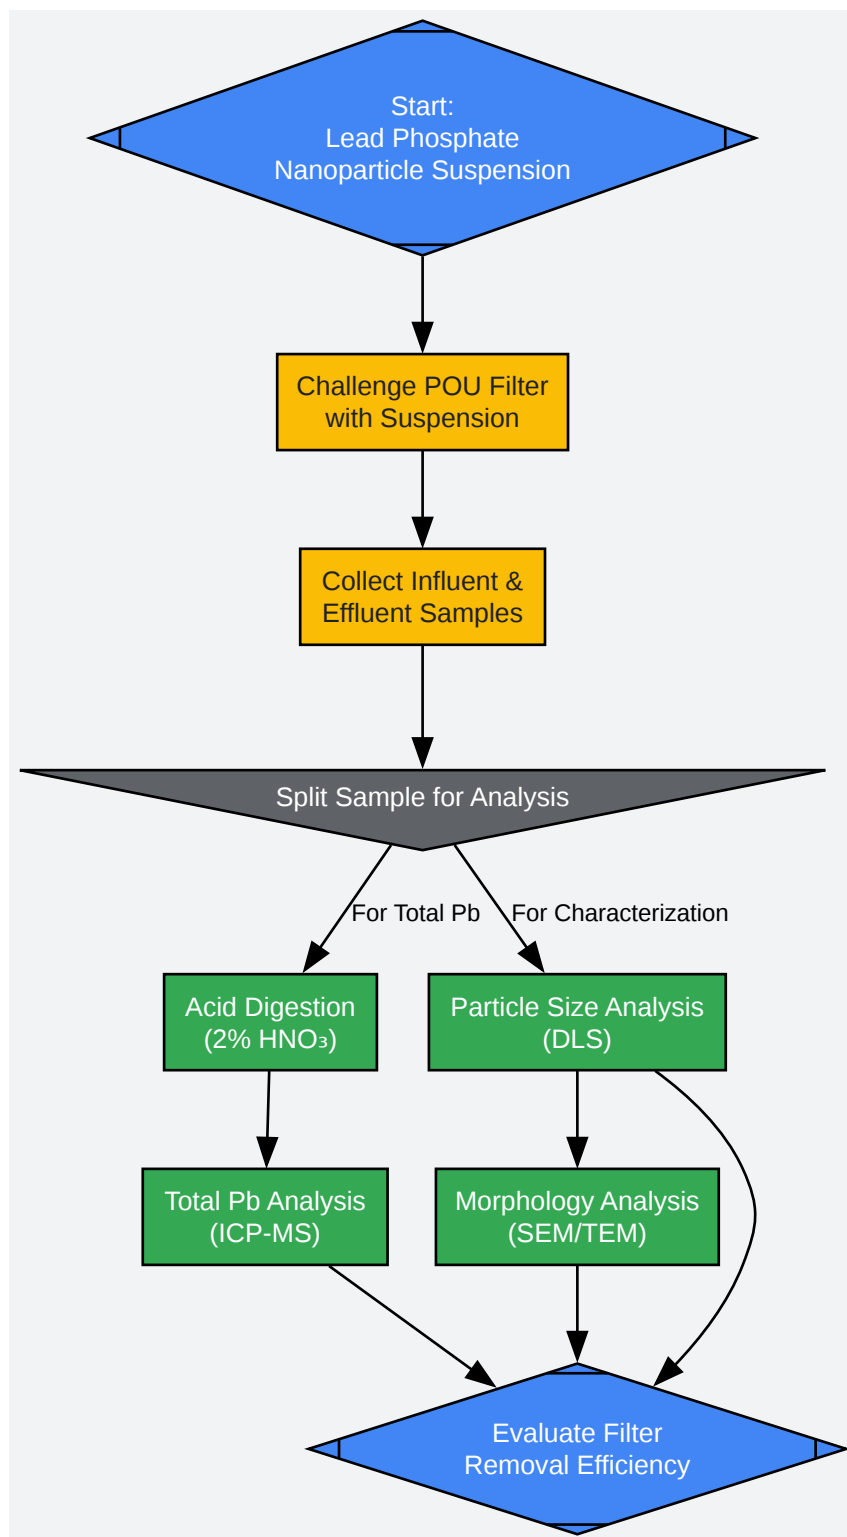 Start:
Lead Phosphate
Nanoparticle Suspension
Challenge POU Filter
with Suspension
Collect Influent &
Effluent Samples
Split Sample for Analysis
For Total Pb
For Characterization
Acid Digestion
(2% HNO₃)
Particle Size Analysis
(DLS)
Total Pb Analysis
(ICP-MS)
Morphology Analysis
(SEM/TEM)
Evaluate Filter
Removal Efficiency